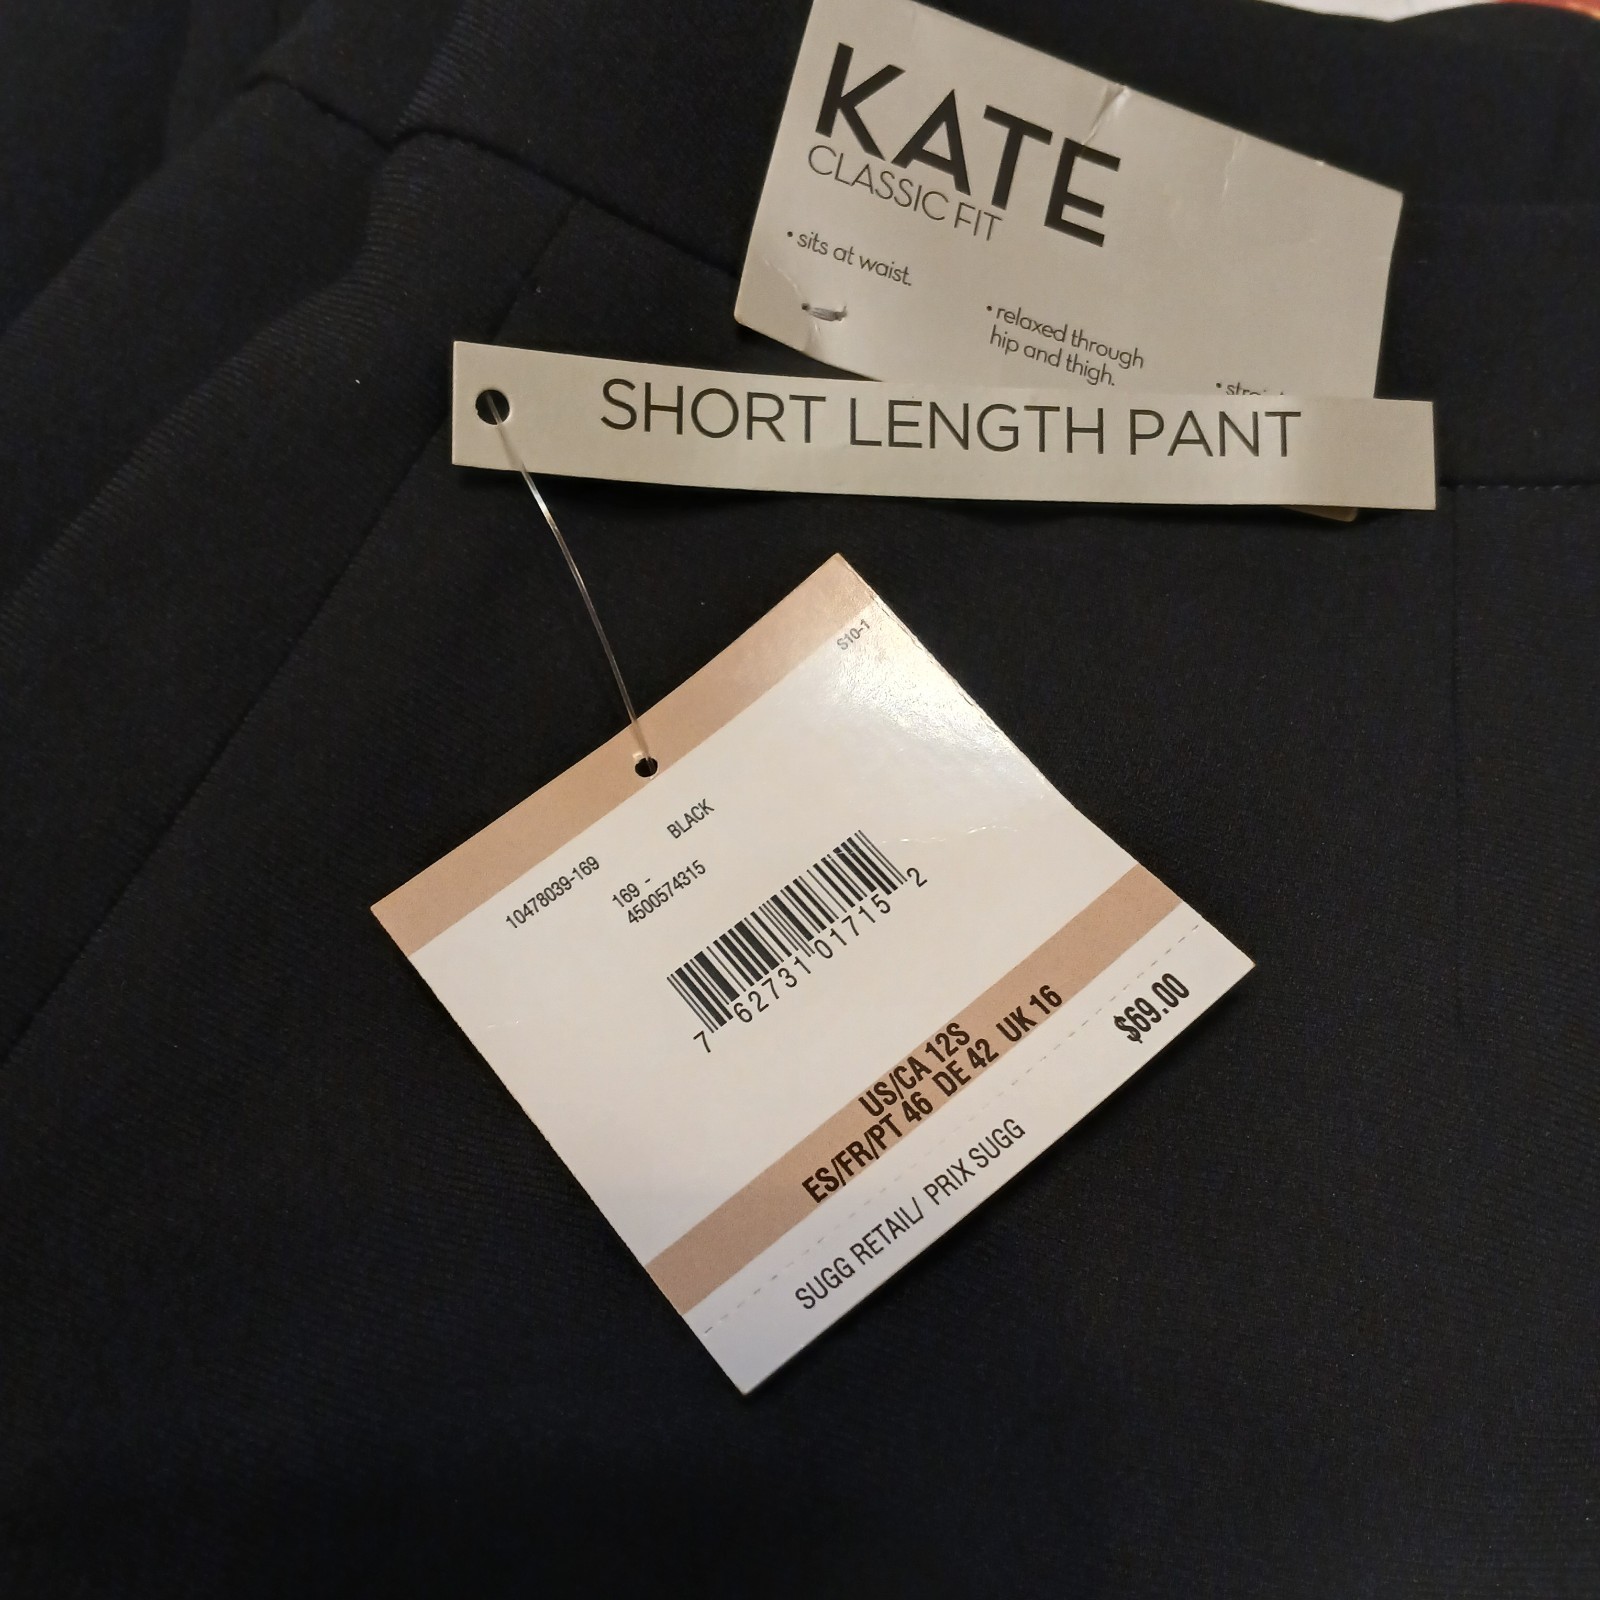 KATE
CLASSIC FIT
• sits at waist.
• relaxed through
hip and thigh.
SHORT LENGTH PANT
S10-1
BLACK
10478039-169
169 -
4500574315
7 62731 01715 2
US/CA 12S
ES/FR/PT 46 DE 42 UK 16
$69.00
SUGG RETAIL/ PRIX SUGG